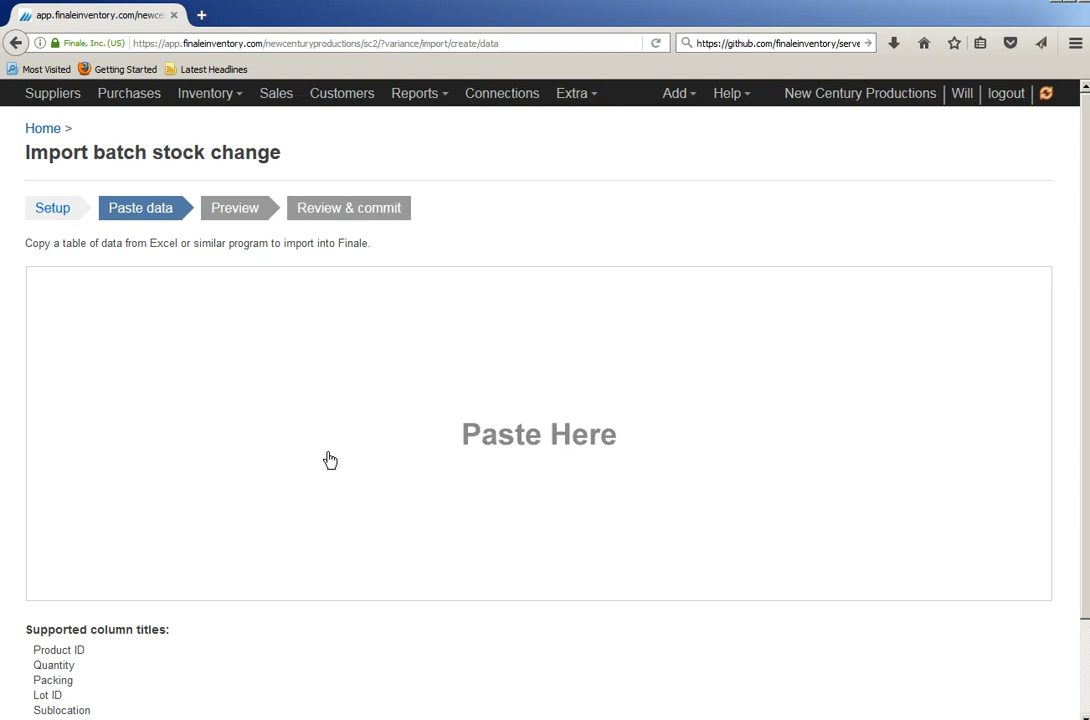 app.finaleinventory.com/newce
Finale, Inc. (US)
https://app.finaleinventory.com/newcenturyproductions/sc2/?variance/import/create/data
https://github.com/finaleinventory/serve
Most Visited
Getting Started
Latest Headlines
Suppliers
Purchases
Inventory
Sales
Customers
Reports
Connections
Extra
Add
Help
New Century Productions
Will
logout
Home >
Import batch stock change
Setup
Paste data
Preview
Review & commit
Copy a table of data from Excel or similar program to import into Finale.
Paste Here
Supported column titles:
Product ID
Quantity
Packing
Lot ID
Sublocation